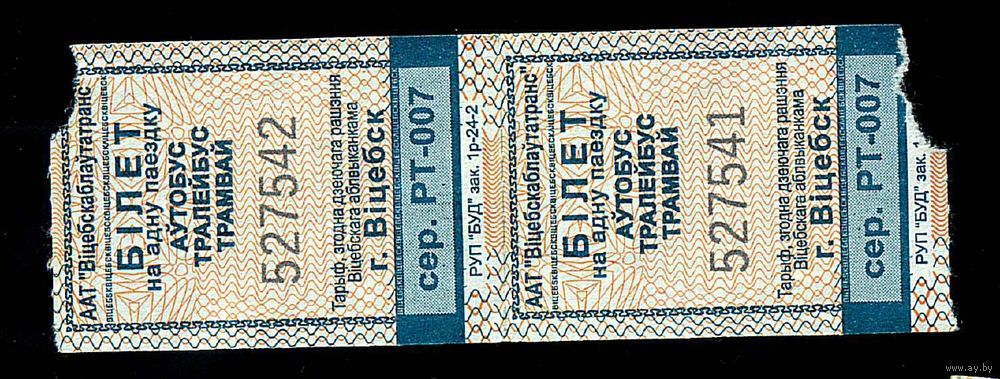 ААТ "Віцебскаблаўтатранс"
БІЛЕТ
на адну паездку
АЎТОБУС
ТРАЛЕЙБУС
ТРАМВАЙ
527542
Тарыф, згодна дзеючага рашэння
Віцебскага аблвыканкама
г. Віцебск
сер. РТ-007
РУП "БУД" зак. 1р-24-2
ААТ "Віцебскаблаўтатранс"
БІЛЕТ
на адну паездку
АЎТОБУС
ТРАЛЕЙБУС
ТРАМВАЙ
527541
Тарыф, згодна дзеючага рашэння
Віцебскага аблвыканкама
г. Віцебск
сер. РТ-007
РУП "БУД" зак. 1
www.ay.by